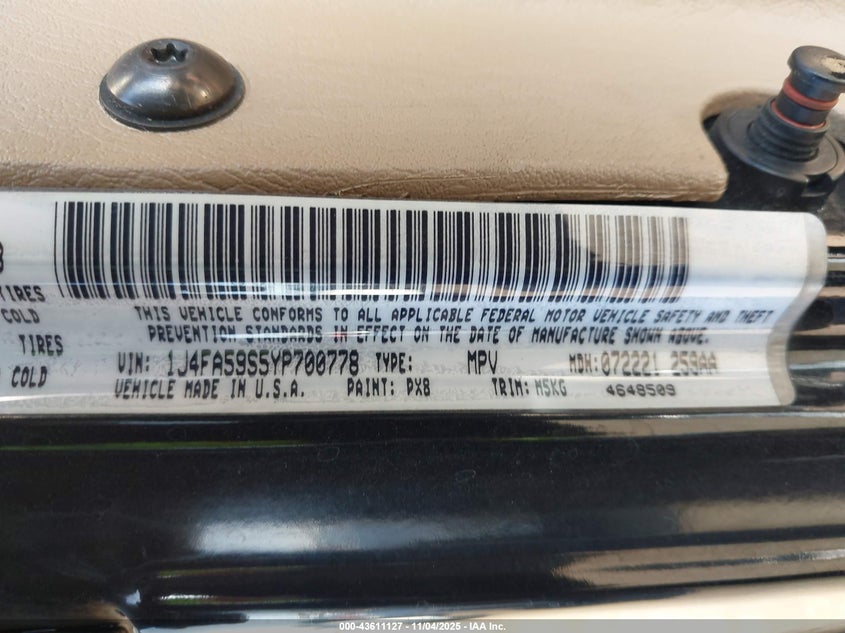 TIRES
COLD
TIRES
COLD
THIS VEHICLE CONFORMS TO ALL APPLICABLE FEDERAL MOTOR VEHICLE SAFETY AND THEFT
PREVENTION STANDARDS IN EFFECT ON THE DATE OF MANUFACTURE SHOWN ABOVE.
VIN: 1J4FA59S5YP700778 TYPE: MPV MDH: 072221 259AA
VEHICLE MADE IN U.S.A. PAINT: PX8 TRIM: M5KG 4648509
000-43611127 - 11/04/2025 - IAA Inc.